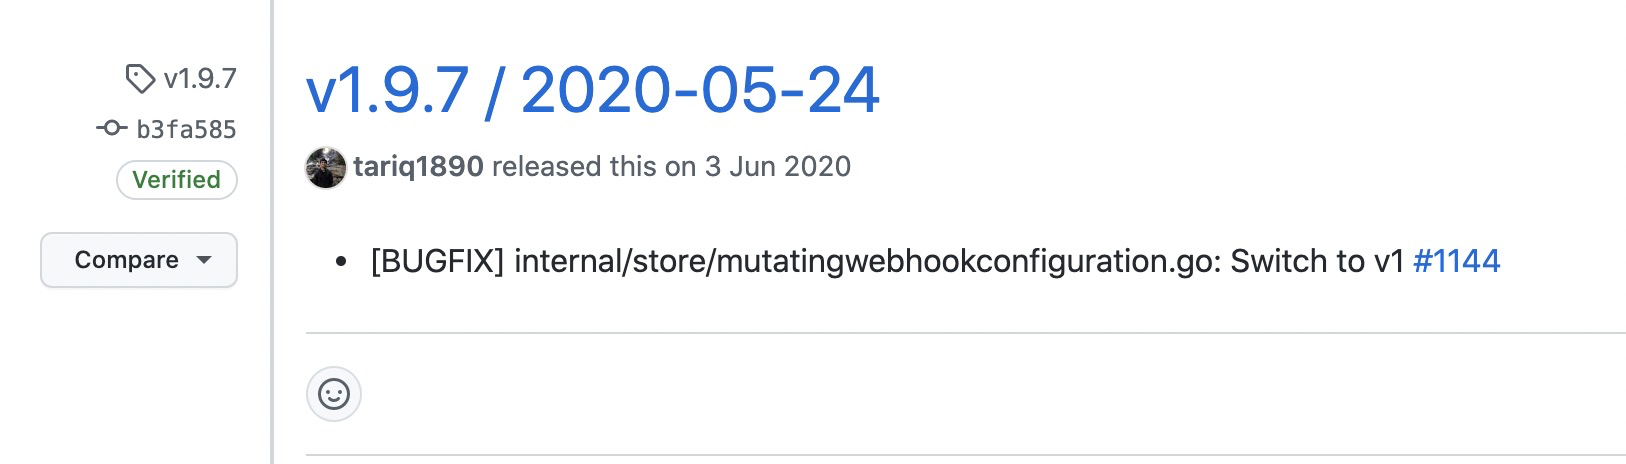 v1.9.7
b3fa585
Verified
Compare
v1.9.7 / 2020-05-24
tariq1890 released this on 3 Jun 2020
• [BUGFIX] internal/store/mutatingwebhookconfiguration.go: Switch to v1 #1144